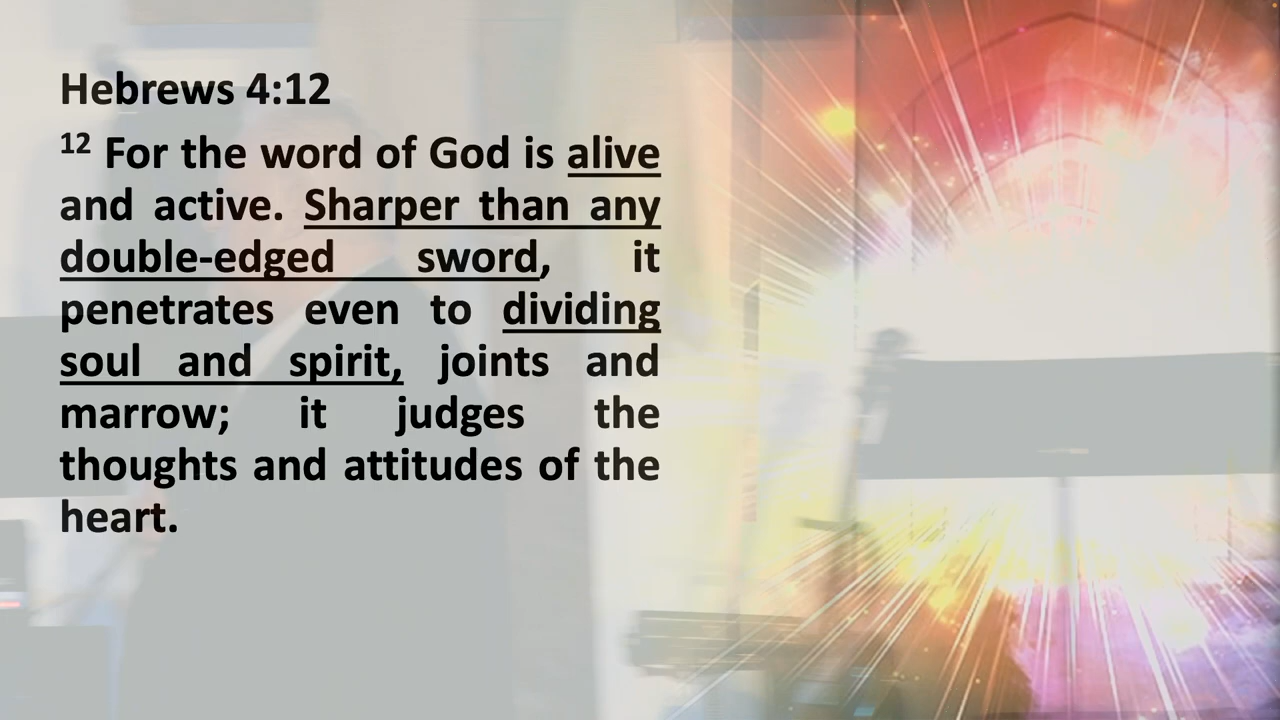 Hebrews 4:12
12 For the word of God is alive
and active. Sharper than any
double-edged sword, it
penetrates even to dividing
soul and spirit, joints and
marrow; it judges the
thoughts and attitudes of the
heart.